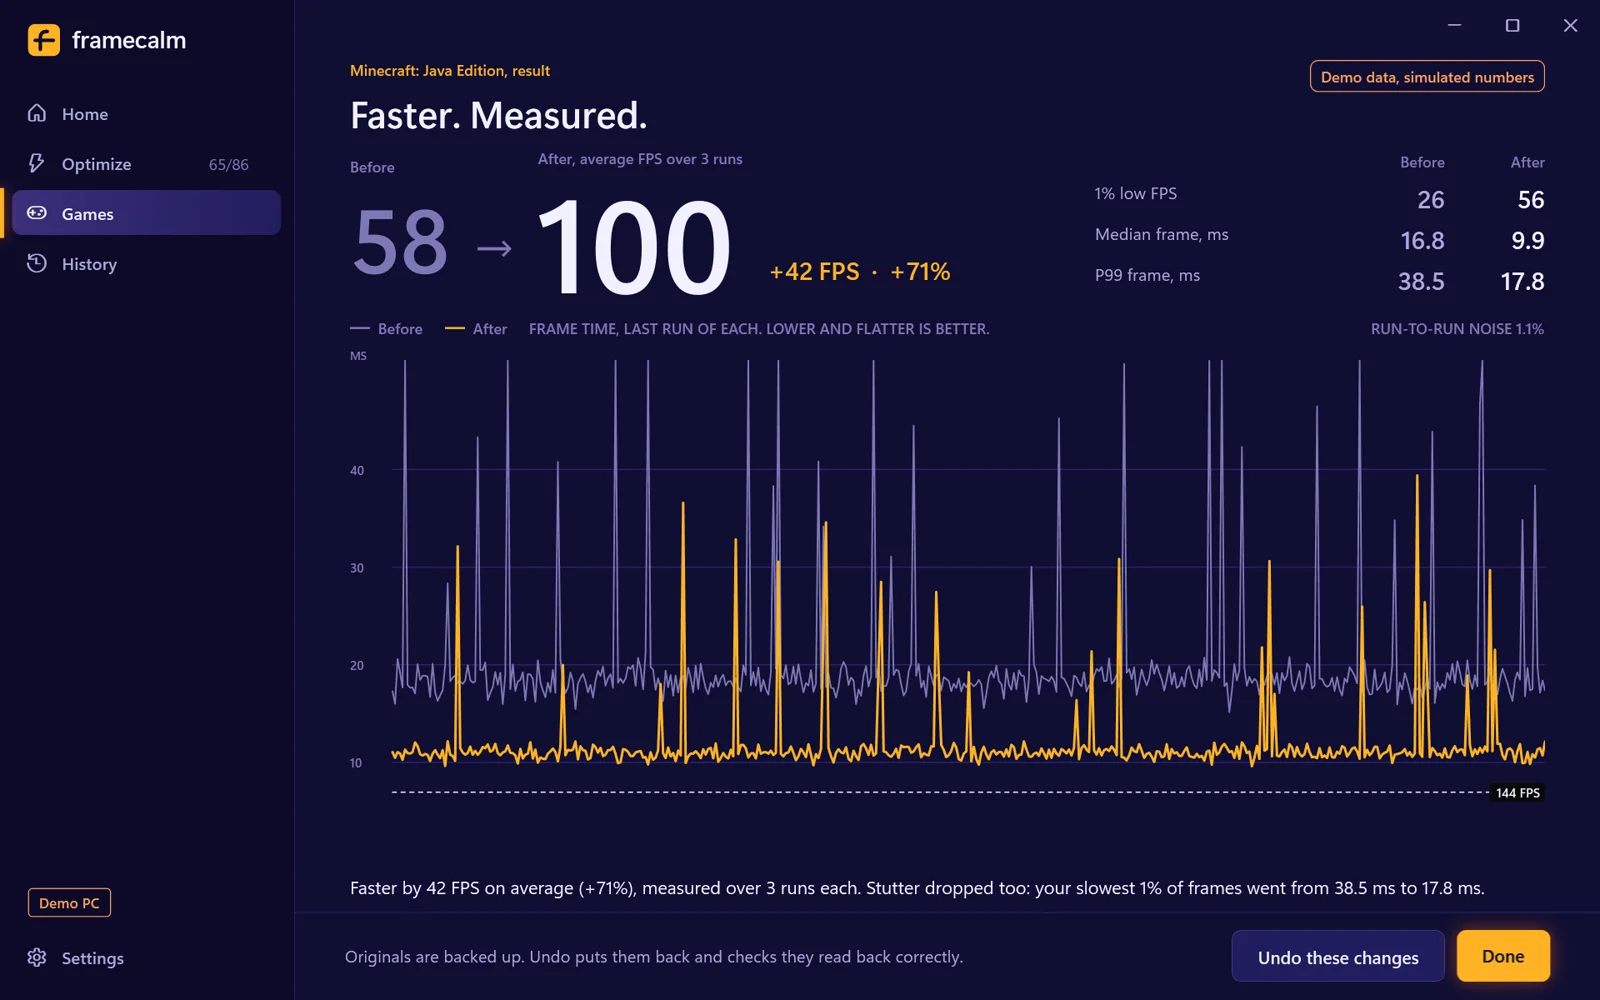 framecalm
Home
Optimize 65/86
Games
History
Demo PC
Settings
Minecraft: Java Edition, result
Demo data, simulated numbers
Faster. Measured.
Before
After, average FPS over 3 runs
58 → 100 +42 FPS · +71%
Before After
1% low FPS 26 56
Median frame, ms 16.8 9.9
P99 frame, ms 38.5 17.8
Before After FRAME TIME, LAST RUN OF EACH. LOWER AND FLATTER IS BETTER. RUN-TO-RUN NOISE 1.1%
MS
40
30
20
10
144 FPS
Faster by 42 FPS on average (+71%), measured over 3 runs each. Stutter dropped too: your slowest 1% of frames went from 38.5 ms to 17.8 ms.
Originals are backed up. Undo puts them back and checks they read back correctly.
Undo these changes
Done